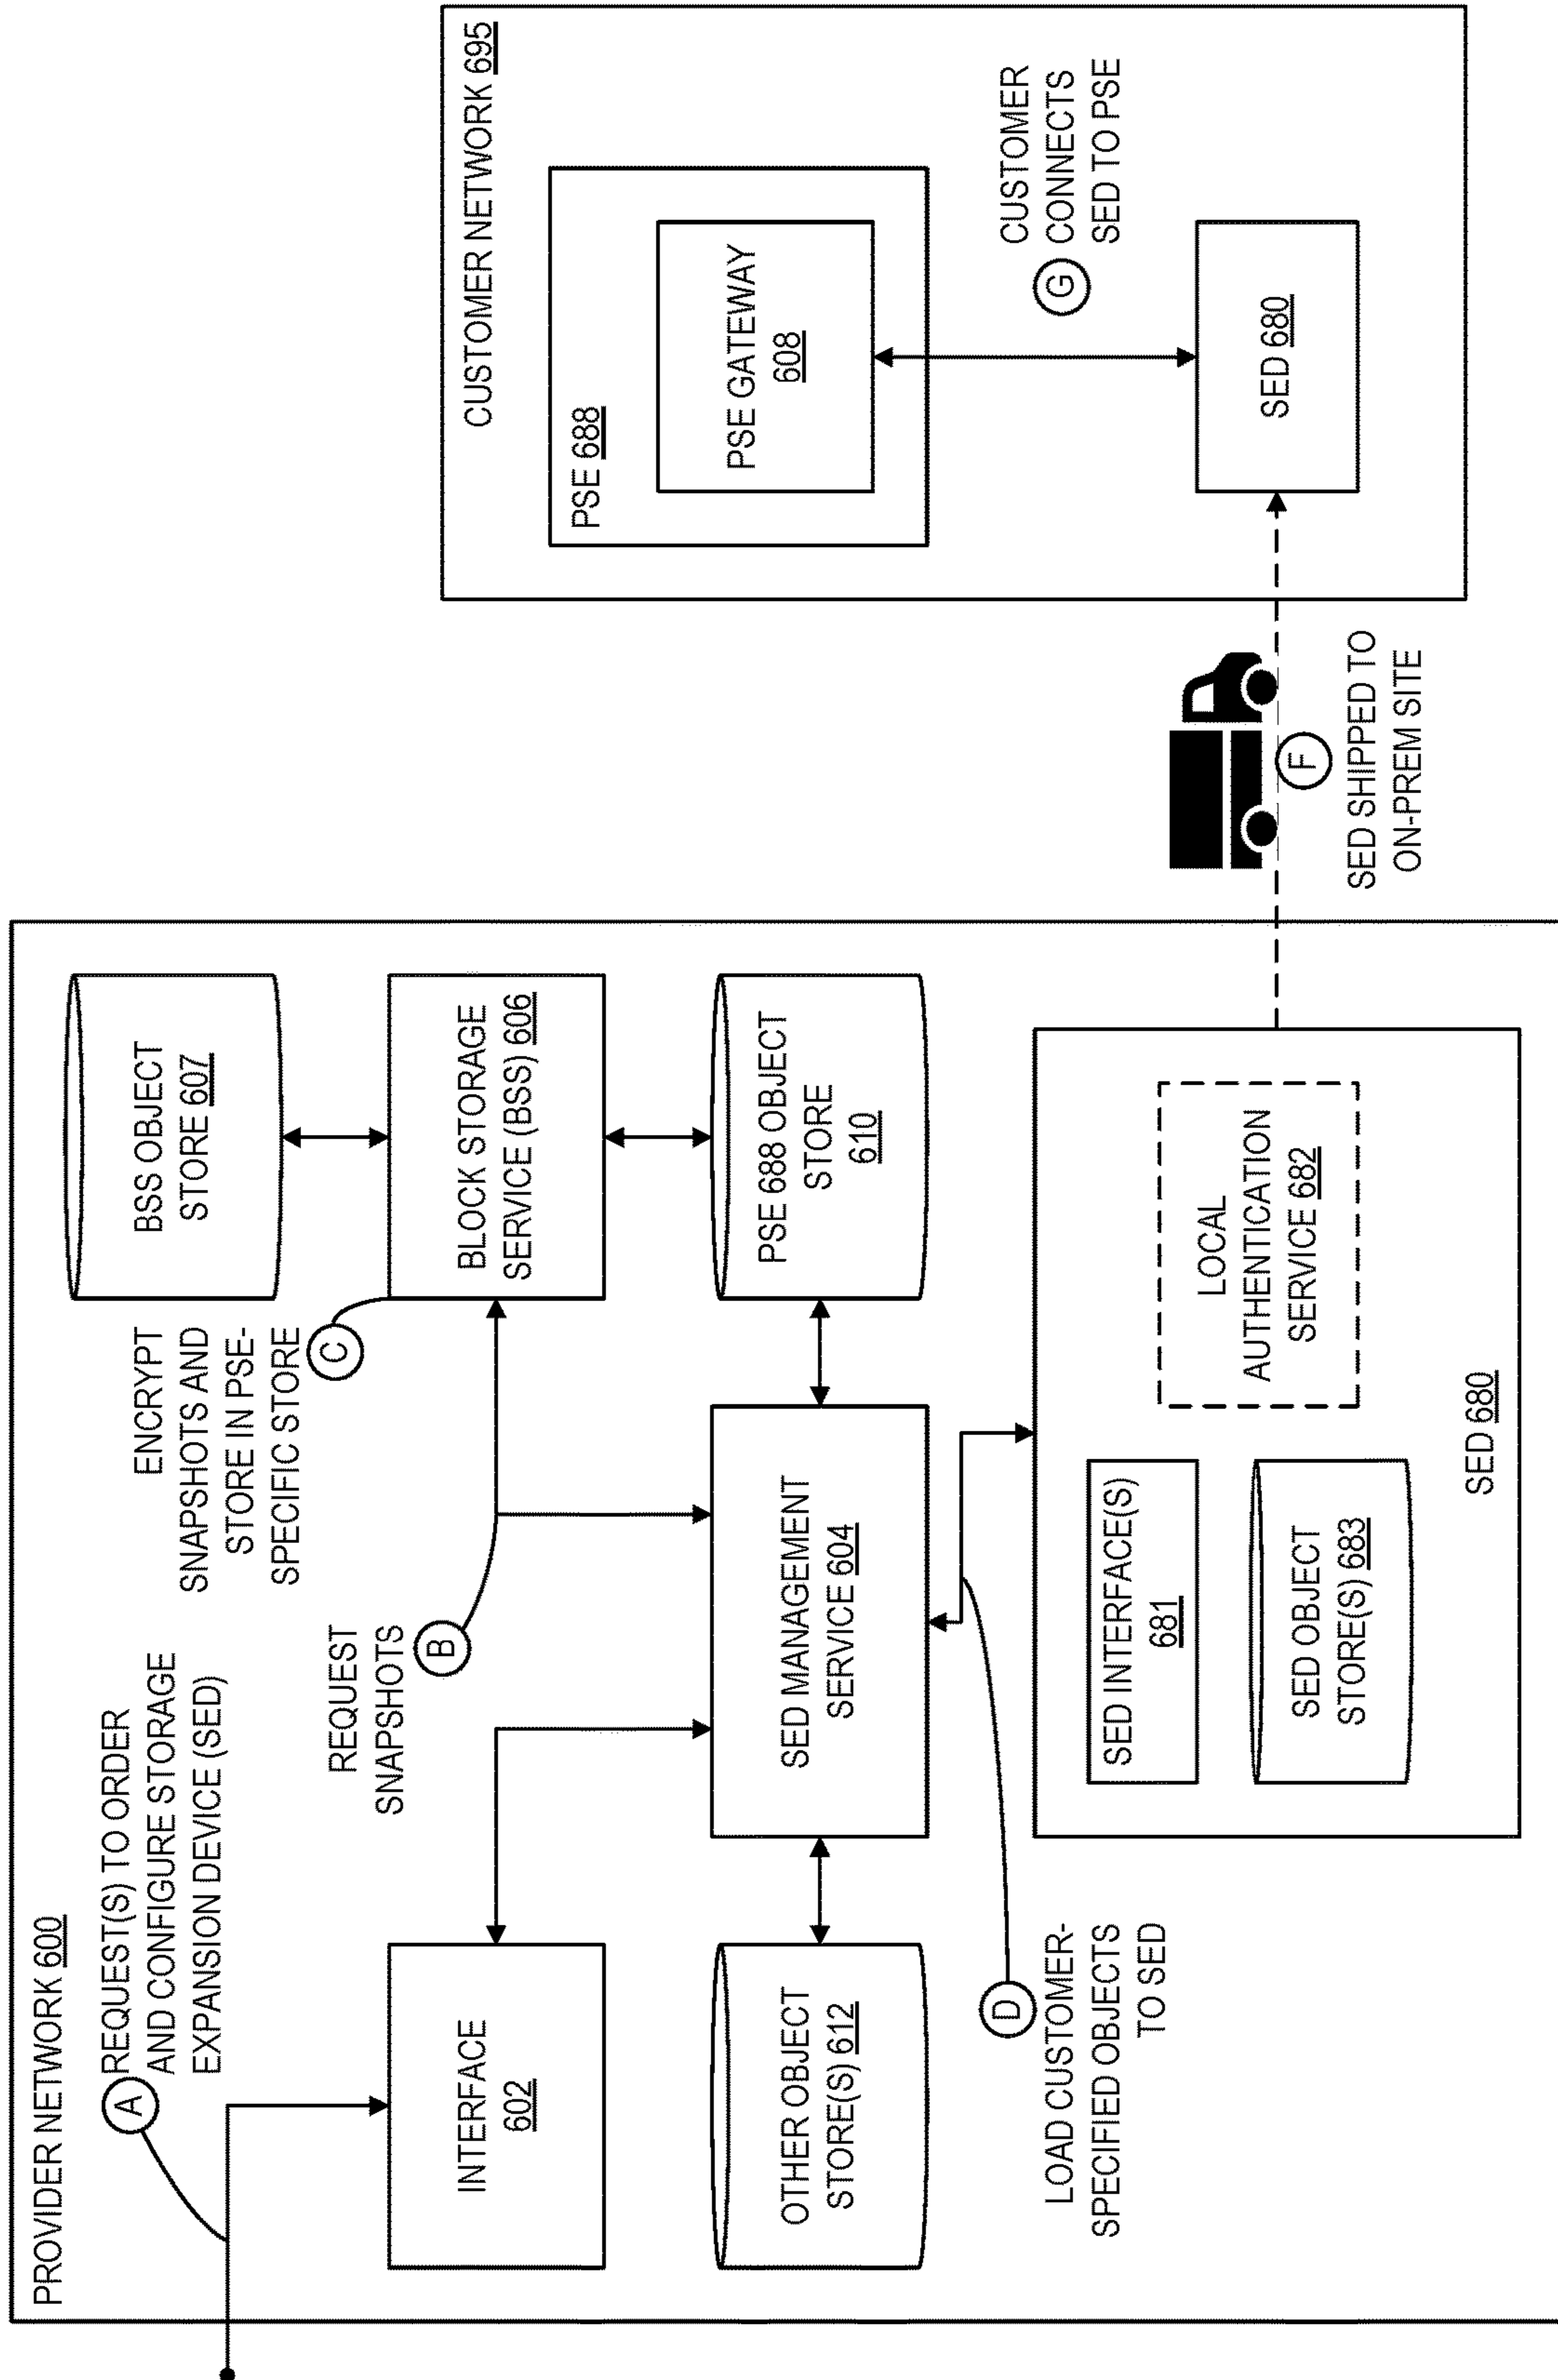 PROVIDER NETWORK 600
A
REQUEST(S) TO ORDER
AND CONFIGURE STORAGE
EXPANSION DEVICE (SED)
INTERFACE
602
REQUEST
SNAPSHOTS
B
ENCRYPT
SNAPSHOTS AND
STORE IN PSE-
SPECIFIC STORE
C
BSS OBJECT
STORE 607
BLOCK STORAGE
SERVICE (BSS) 606
OTHER OBJECT
STORE(S) 612
SED MANAGEMENT
SERVICE 604
PSE 688 OBJECT
STORE
610
D
LOAD CUSTOMER-
SPECIFIED OBJECTS
TO SED
SED INTERFACE(S)
681
SED OBJECT
STORE(S) 683
LOCAL
AUTHENTICATION
SERVICE 682
SED 680
F
SED SHIPPED TO
ON-PREM SITE
CUSTOMER NETWORK 695
PSE 688
PSE GATEWAY
608
G
CUSTOMER
CONNECTS
SED TO PSE
SED 680